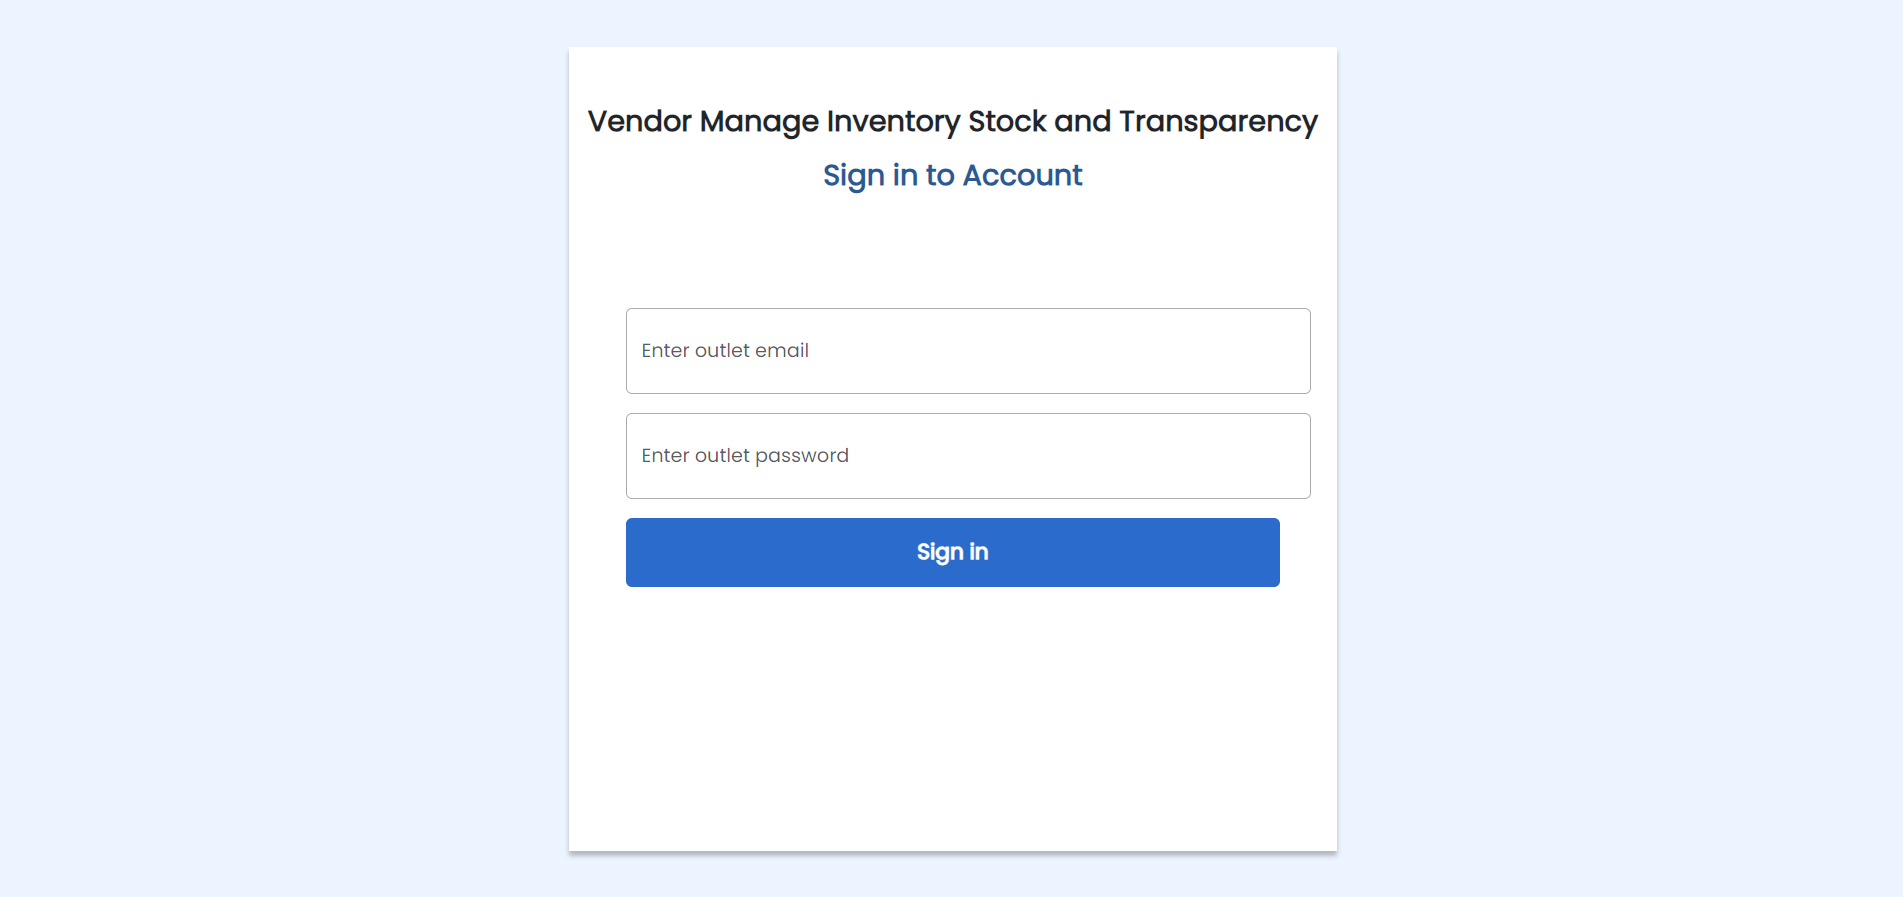 Vendor Manage Inventory Stock and Transparency
Sign in to Account
Enter outlet email
Enter outlet password
Sign in